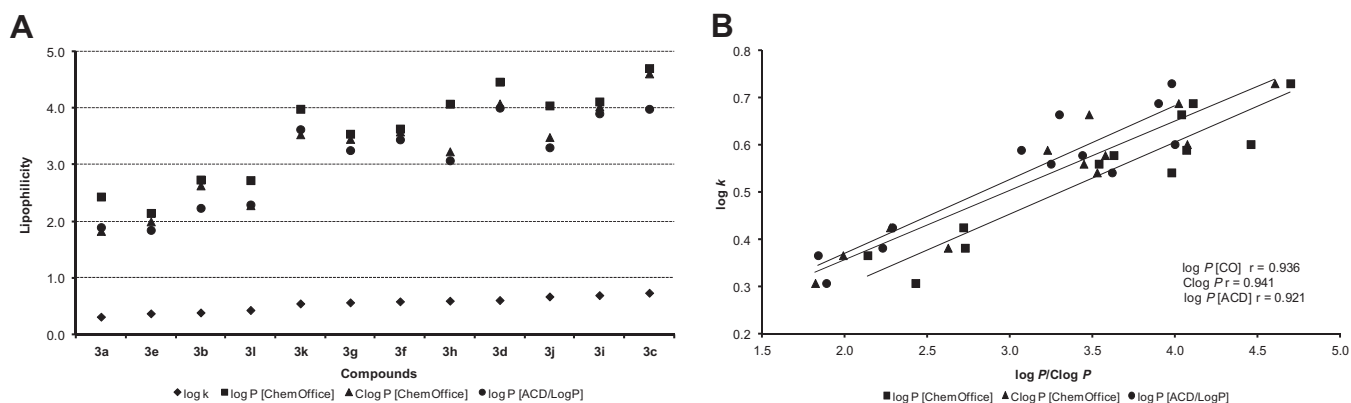 A
5.0
4.0
3.0
2.0
1.0
0.0
Lipophilicity
3a 3e 3b 3l 3k 3g 3f 3h 3d 3j 3i 3c
Compounds
log k log P [ChemOffice] Clog P [ChemOffice] log P [ACD/LogP]
B
0.8
0.7
0.6
0.5
0.4
0.3
0.2
log k
log P [CO] r = 0.936
Clog P r = 0.941
log P [ACD] r = 0.921
1.5 2.0 2.5 3.0 3.5 4.0 4.5 5.0
log P/Clog P
log P [ChemOffice] Clog P [ChemOffice] log P [ACD/LogP]